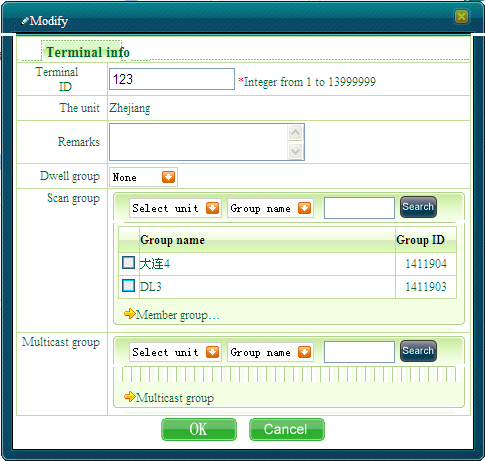 Modify
Terminal info
Terminal ID 123 *Integer from 1 to 13999999
The unit Zhejiang
Remarks
Dwell group None
Scan group Select unit Group name Search
Group name Group ID
大连4 1411904
DL3 1411903
Member group...
Multicast group Select unit Group name Search
Multicast group
OK Cancel